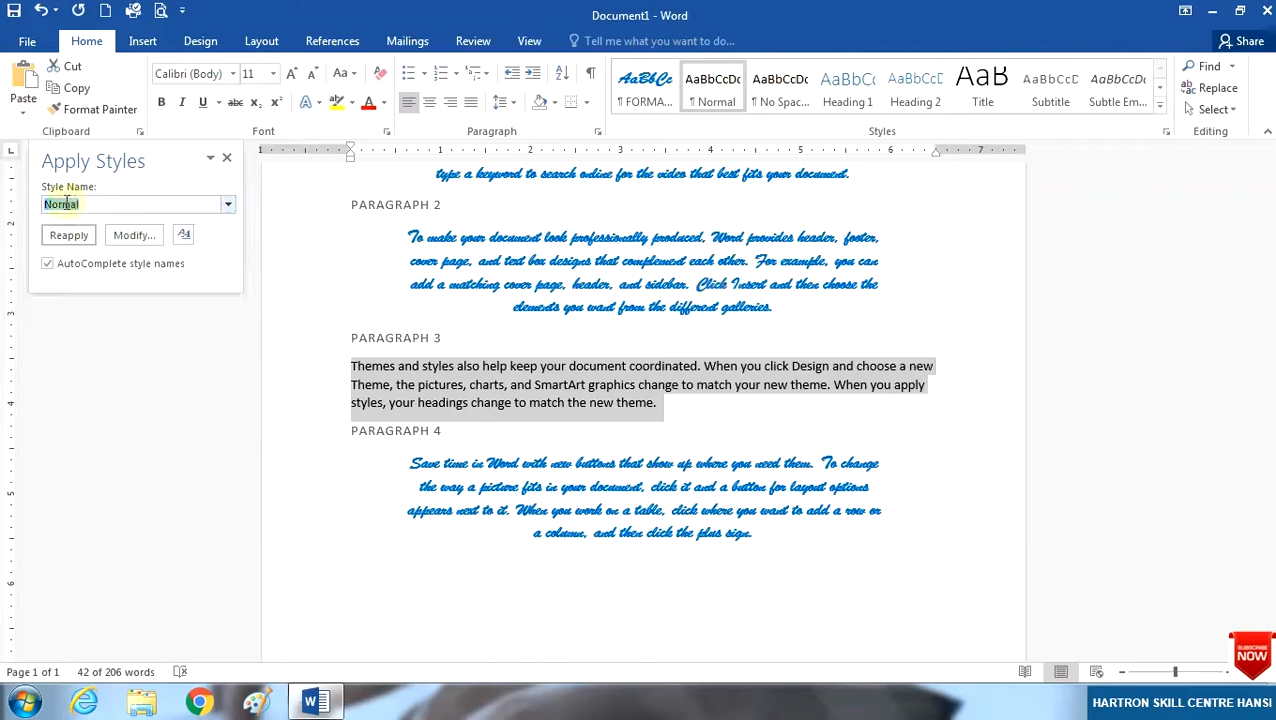 Document1 - Word
File
Home
Insert
Design
Layout
References
Mailings
Review
View
Tell me what you want to do...
Share
Paste
Cut
Copy
Format Painter
Clipboard
Calibri (Body)
11
Font
Paragraph
AaBbCc
¶ FORMA...
AaBbCcDc
¶ Normal
AaBbCcDc
¶ No Spac...
AaBbCc
Heading 1
AaBbCc
Heading 2
AaB
Title
AaBbCcD
Subtitle
AaBbCcDc
Subtle Em...
Styles
Find
Replace
Select
Editing
Apply Styles
Style Name:
Normal
Reapply
Modify...
AutoComplete style names
type a keyword to search online for the video that best fits your document.
PARAGRAPH 2
To make your document look professionally produced, Word provides header, footer,
cover page, and text box designs that complement each other. For example, you can
add a matching cover page, header, and sidebar. Click Insert and then choose the
elements you want from the different galleries.
PARAGRAPH 3
Themes and styles also help keep your document coordinated. When you click Design and choose a new
Theme, the pictures, charts, and SmartArt graphics change to match your new theme. When you apply
styles, your headings change to match the new theme.
PARAGRAPH 4
Save time in Word with new buttons that show up where you need them. To change
the way a picture fits in your document, click it and a button for layout options
appears next to it. When you work on a table, click where you want to add a row or
a column, and then click the plus sign.
Page 1 of 1
42 of 206 words
SUBSCRIBE
NOW
HARTRON SKILL CENTRE HANSI